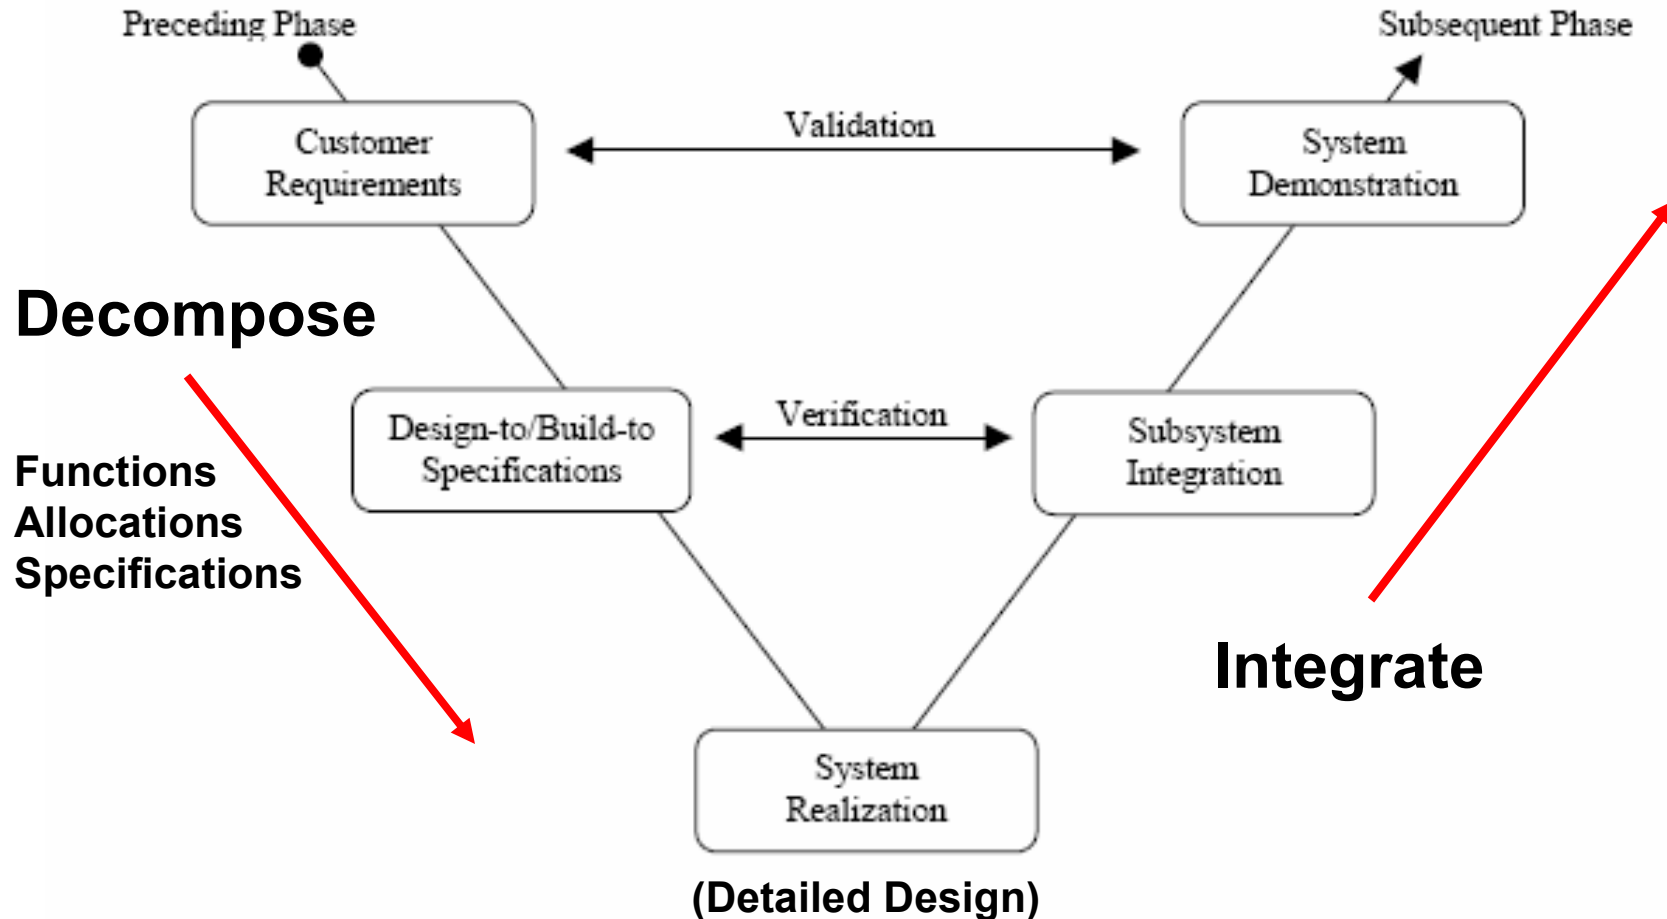 Preceding Phase
Subsequent Phase
Customer
Requirements
Validation
System
Demonstration
Decompose
Design-to/Build-to
Specifications
Verification
Subsystem
Integration
Functions
Allocations
Specifications
Integrate
System
Realization
(Detailed Design)